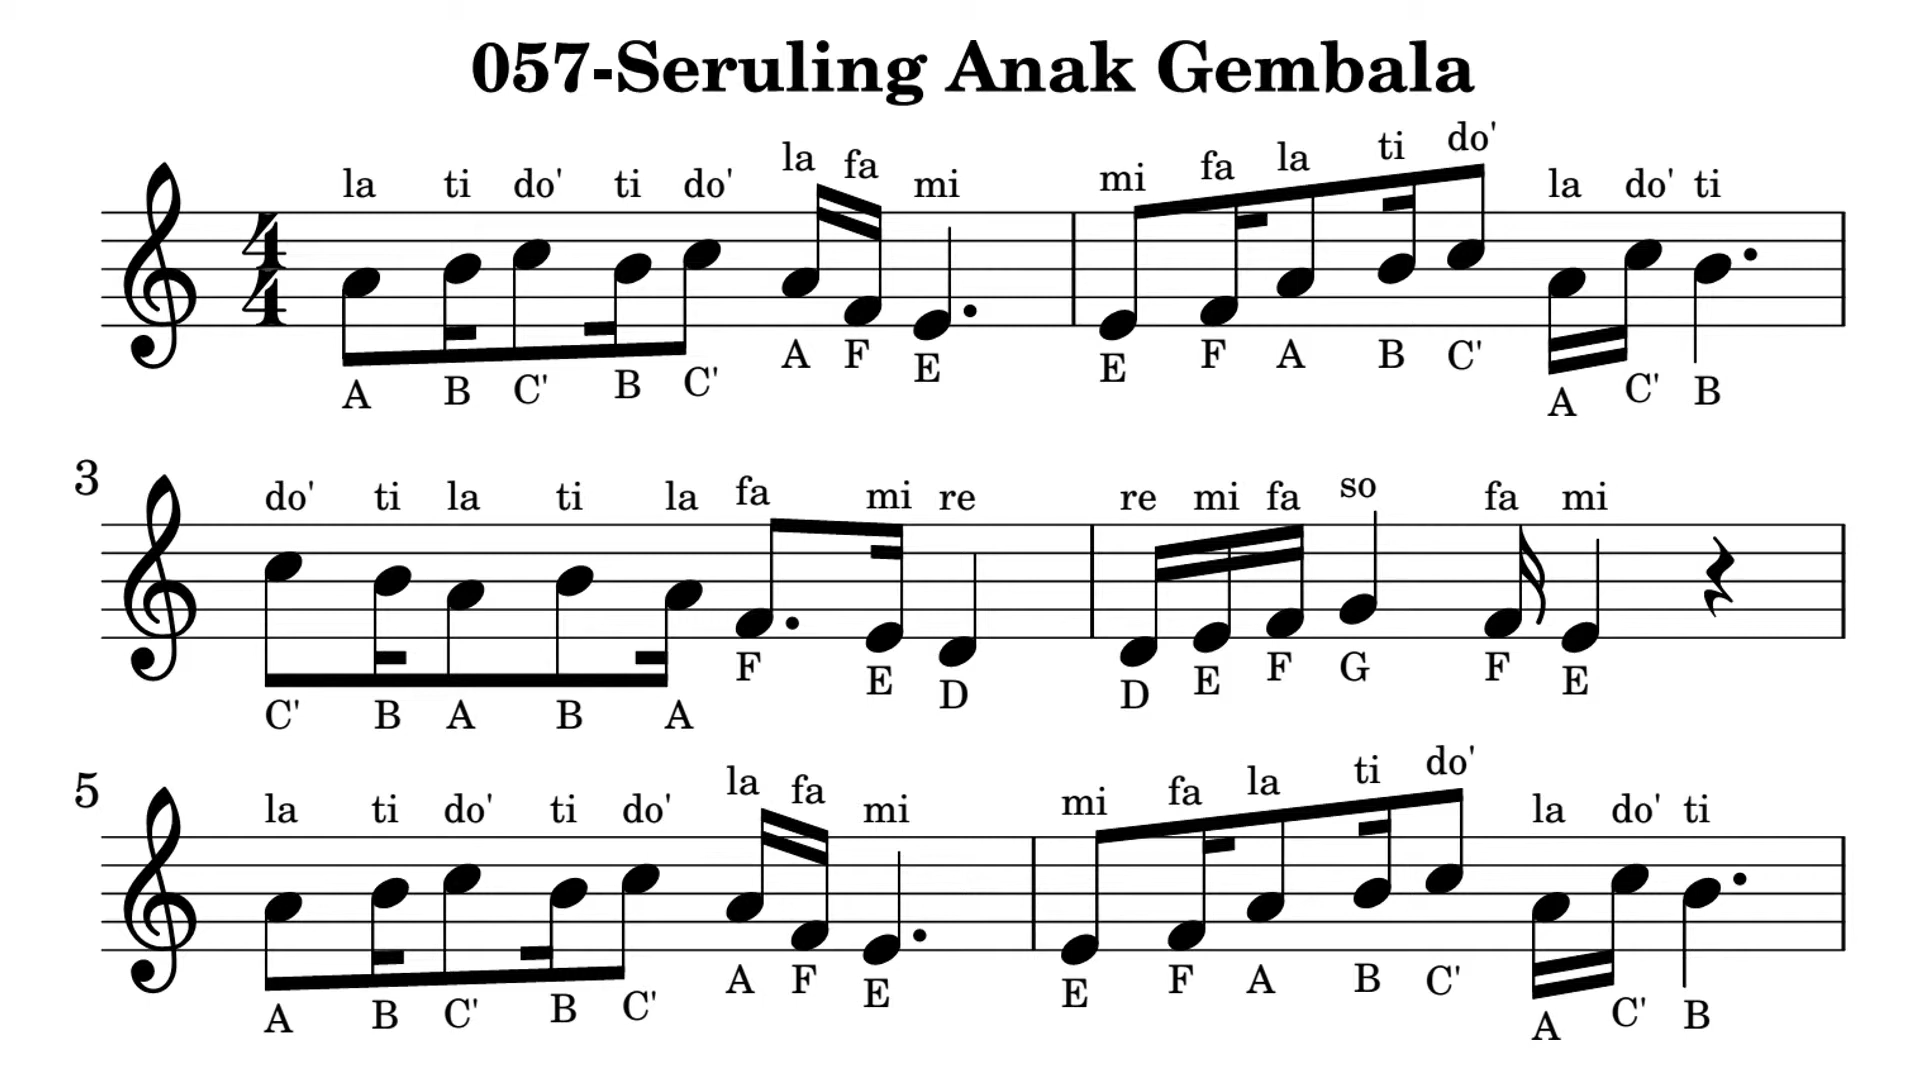 057-Seruling Anak Gembala
la ti do' ti do' la fa mi mi fa la ti do' la do' ti
4
4
A B C' B C' A F E E F A B C' A C' B
3
do' ti la ti la fa mi re re mi fa so fa mi
C' B A B A F E D D E F G F E
5
la ti do' ti do' la fa mi mi fa la ti do' la do' ti
A B C' B C' A F E E F A B C' A C' B